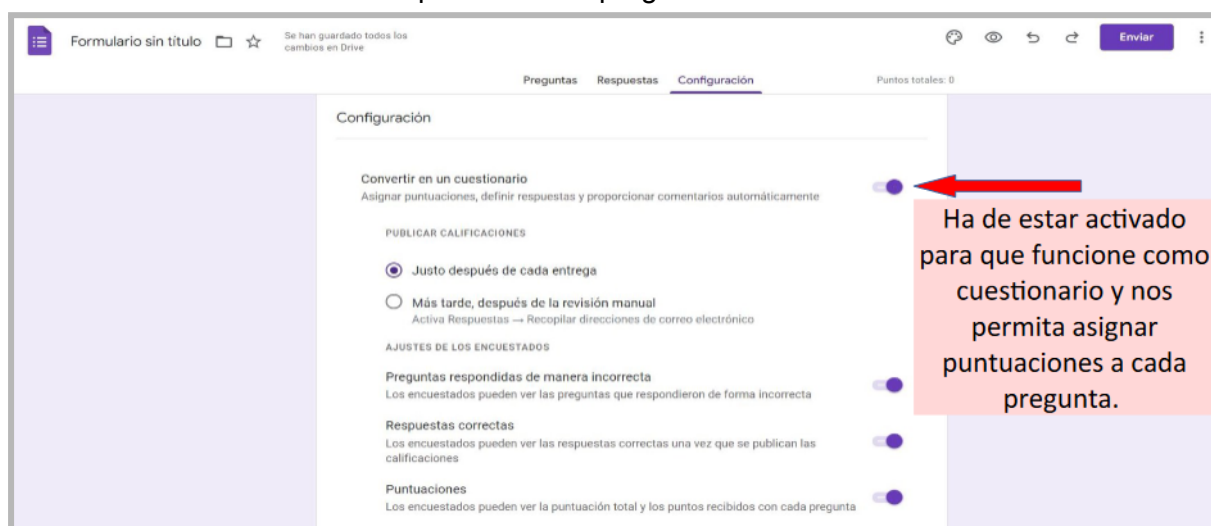 Formulario sin título
Se han guardado todos los
cambios en Drive
Enviar
Preguntas Respuestas Configuración
Puntos totales: 0
Configuración
Convertir en un cuestionario
Asignar puntuaciones, definir respuestas y proporcionar comentarios automáticamente
PUBLICAR CALIFICACIONES
Justo después de cada entrega
Más tarde, después de la revisión manual
Activa Respuestas → Recopilar direcciones de correo electrónico
AJUSTES DE LOS ENCUESTADOS
Preguntas respondidas de manera incorrecta
Los encuestados pueden ver las preguntas que respondieron de forma incorrecta
Respuestas correctas
Los encuestados pueden ver las respuestas correctas una vez que se publican las
calificaciones
Puntuaciones
Los encuestados pueden ver la puntuación total y los puntos recibidos con cada pregunta
Ha de estar activado
para que funcione como
cuestionario y nos
permita asignar
puntuaciones a cada
pregunta.